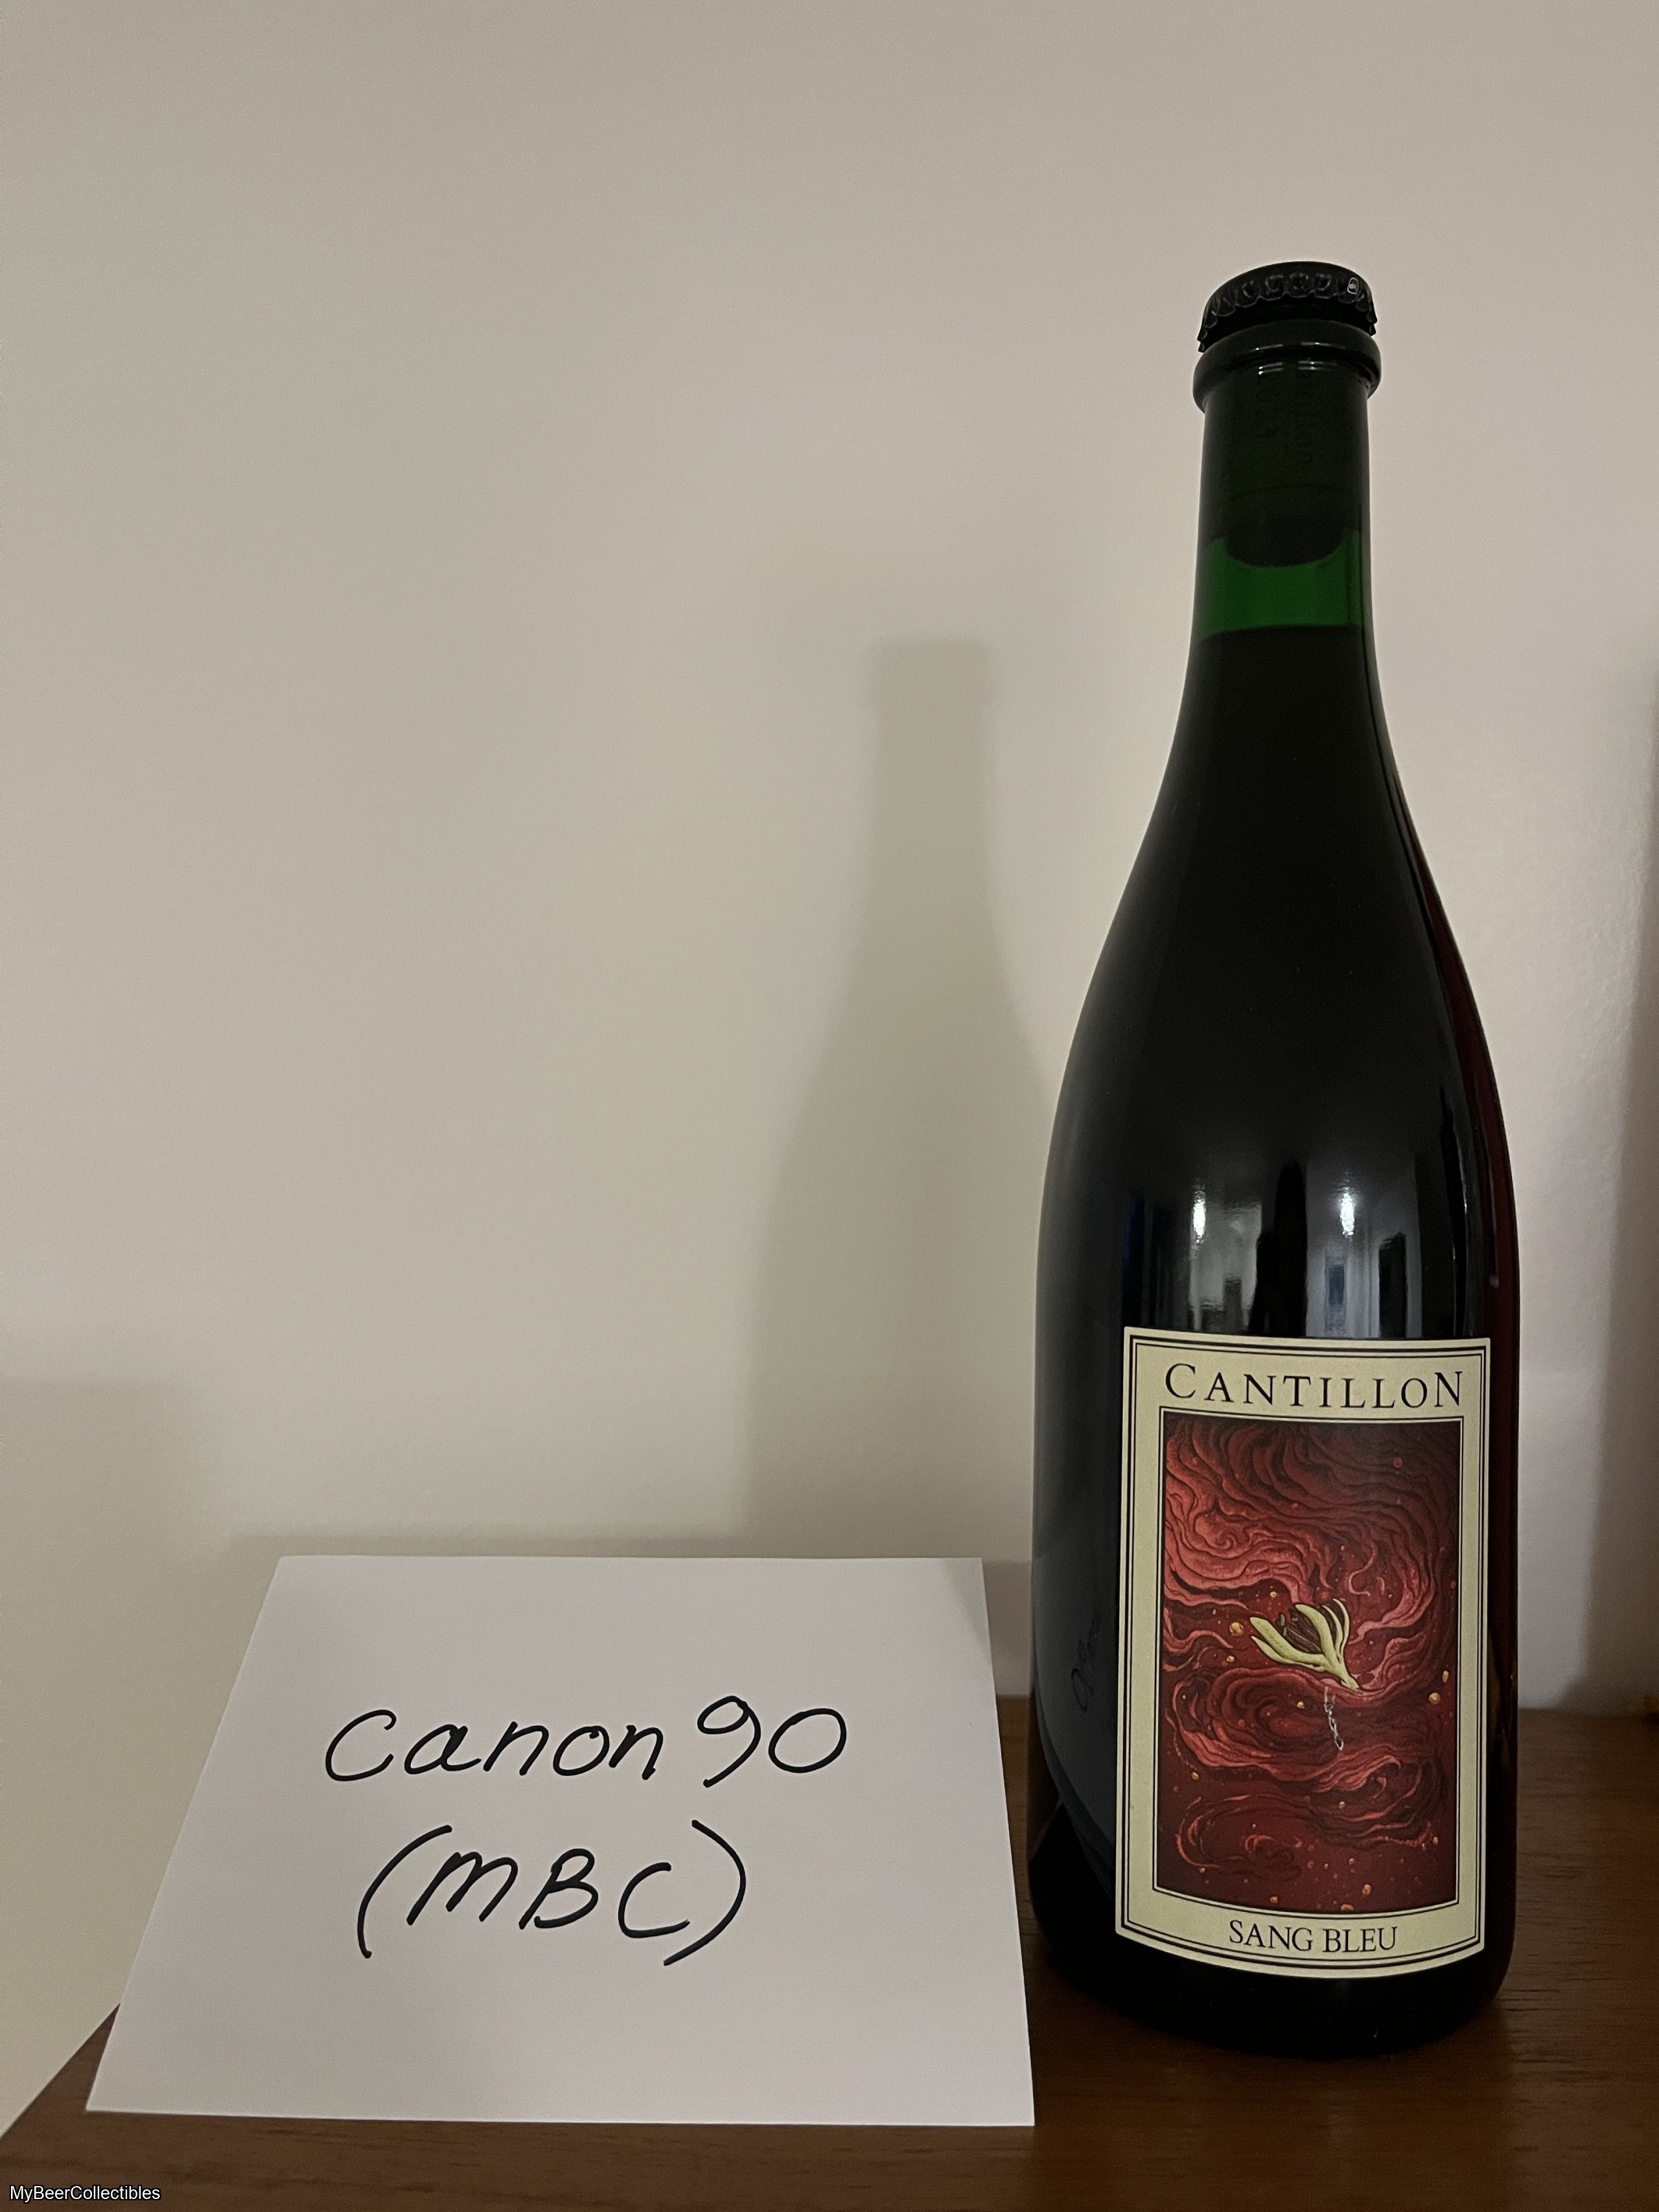 CANTILLON
SANG BLEU
Canon90
(MBC)
MyBeerCollectibles